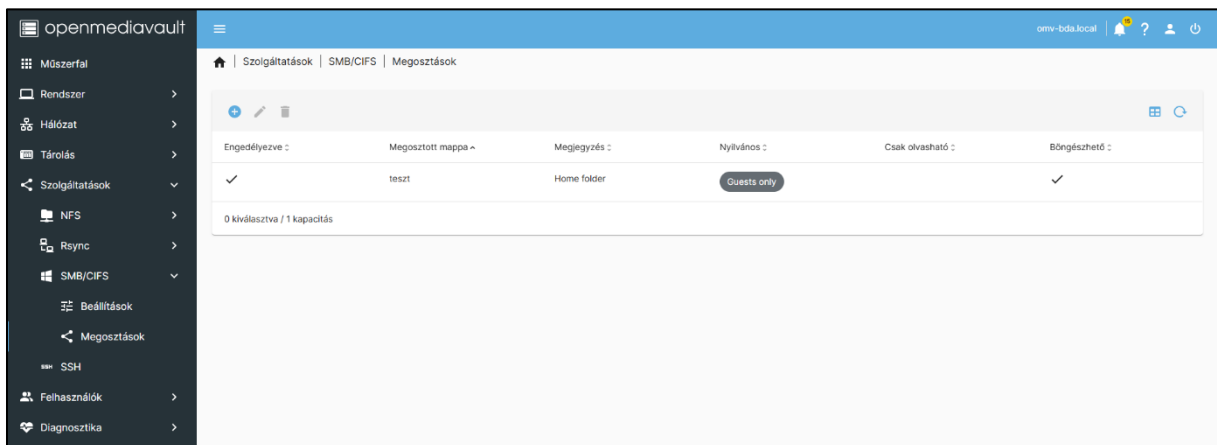 openmediavault
omv-bda.local
?
Műszerfal
Szolgáltatások | SMB/CIFS | Megosztások
Rendszer
Hálózat
Tárolás
Szolgáltatások
NFS
Rsync
SMB/CIFS
Beállítások
Megosztások
SSH SSH
Felhasználók
Diagnosztika
Engedélyezve Megosztott mappa Megjegyzés Nyilvános Csak olvasható Böngészhető
teszt Home folder Guests only
0 kiválasztva / 1 kapacitás